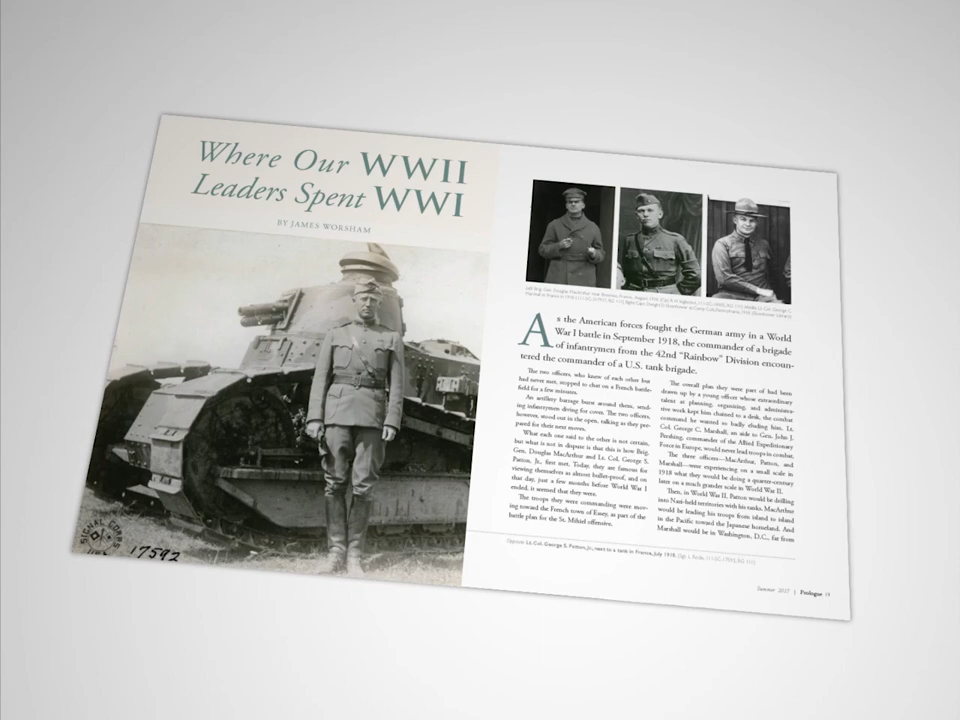 Where Our WWII
Leaders Spent WWI
BY JAMES WORSHAM
SIGNAL CORPS
17592
As the American forces fought the German army in a World
War I battle in September 1918, the commander of a brigade
of infantrymen from the 42nd “Rainbow” Division encoun-
tered the commander of a U.S. tank brigade.
The two officers, who knew of each other but
had never met, stopped to chat on a French battle-
field for a few minutes.
An artillery barrage burst around them, send-
ing infantrymen diving for cover. The two officers,
however, stood out in the open, talking as they pre-
pared for their next moves.
What each one said to the other is not certain,
but what is not in dispute is that this is how Brig.
Gen. Douglas MacArthur and Lt. Col. George S.
Patton, Jr., first met. Today, they are famous for
viewing themselves as almost bullet-proof, and on
that day, just a few months before World War I
ended, it seemed that they were.
The troops they were commanding were mov-
ing toward the French town of Essey, as part of the
battle plan for the St. Mihiel offensive.
The overall plan they were part of had been
drawn up by a young officer whose extraordinary
talent at planning, organizing, and administra-
tive work kept him chained to a desk, the combat
command he wanted so badly eluding him. Lt.
Col. George C. Marshall, an aide to Gen. John J.
Pershing, commander of the Allied Expeditionary
Force in Europe, would never lead troops in combat.
The three officers—MacArthur, Patton, and
Marshall—were experiencing on a small scale in
1918 what they would be doing a quarter-century
later on a much grander scale in World War II.
Then, in World War II, Patton would be drilling
into Nazi-held territories with his tanks. MacArthur
would be leading his troops from island to island
in the Pacific toward the Japanese homeland. And
Marshall would be in Washington, D.C., far from
Opposite: Lt. Col. George S. Patton, Jr., next to a tank in France, July 1918.
Summer 2017 | Prologue 19